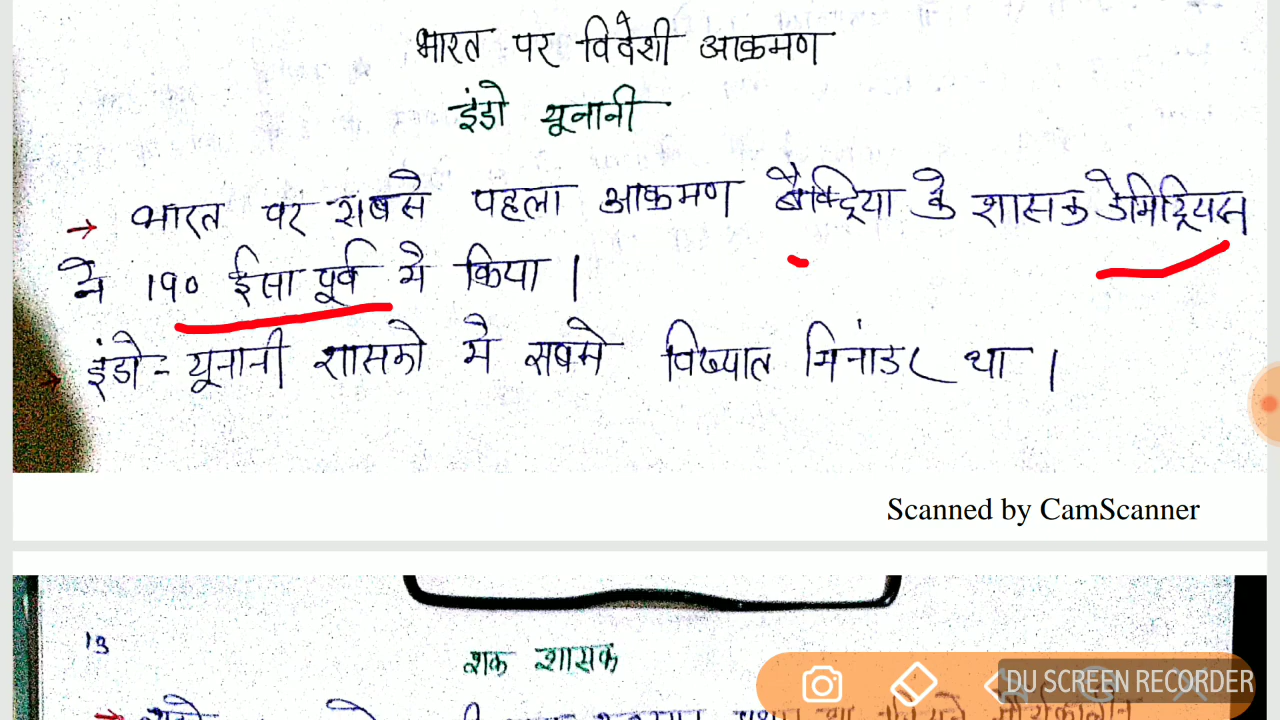 भारत पर विदेशी आक्रमण
इंडो यूनानी
→ भारत पर सबसे पहला आक्रमण बैक्ट्रिया के शासक डेमिट्रियस
ने 190 ईसा पूर्व मे किया ।
→ इंडो-यूनानी शासको मे सबसे विख्यात मिनांडर था ।
Scanned by CamScanner
13
शक शासक
DU SCREEN RECORDER